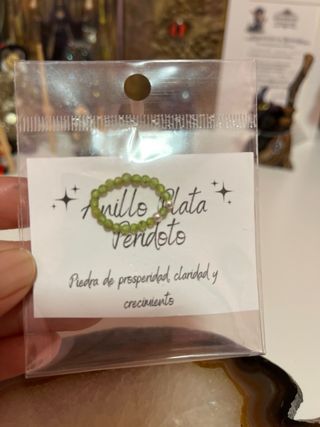 Anillo Plata
Peridoto
Piedra de prosperidad, claridad y
crecimiento